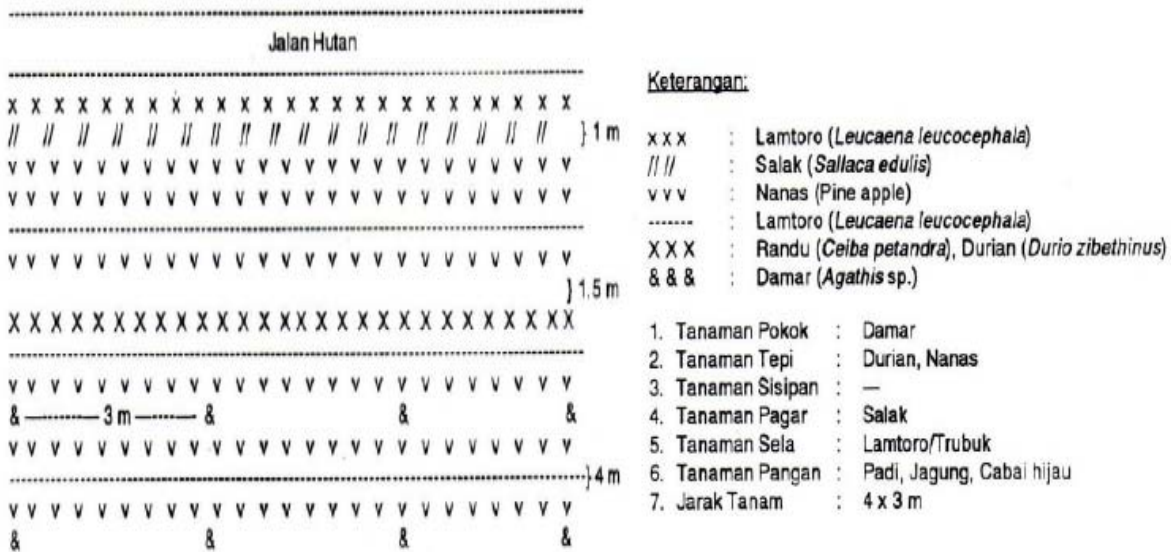 Jalan Hutan
} 1 m
} 1.5 m
& ---------- 3 m ---------- & & &
} 4 m
& & & &
Keterangan:
x x x : Lamtoro (Leucaena leucocephala)
// // : Salak (Sallaca edulis)
v v v : Nanas (Pine apple)
------- : Lamtoro (Leucaena leucocephala)
X X X : Randu (Ceiba petandra), Durian (Durio zibethinus)
& & & : Damar (Agathis sp.)
1. Tanaman Pokok : Damar
2. Tanaman Tepi : Durian, Nanas
3. Tanaman Sisipan : —
4. Tanaman Pagar : Salak
5. Tanaman Sela : Lamtoro/Trubuk
6. Tanaman Pangan : Padi, Jagung, Cabai hijau
7. Jarak Tanam : 4 x 3 m